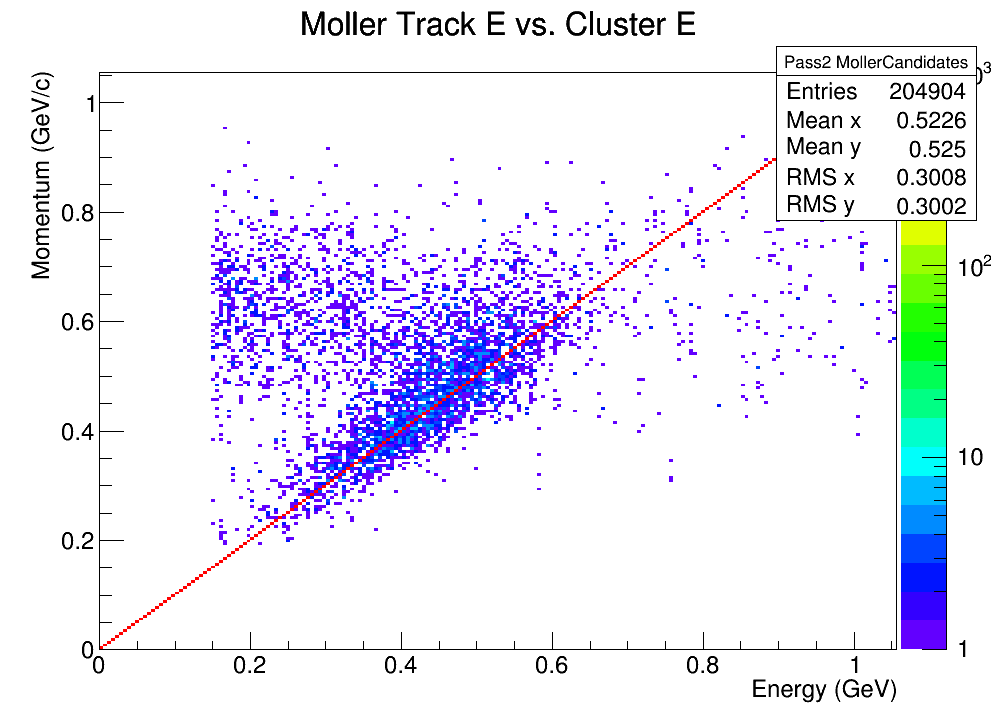 Moller Track E vs. Cluster E
Momentum (GeV/c)
Pass2 MollerCandidates
Entries 204904
Mean x 0.5226
Mean y 0.525
RMS x 0.3008
RMS y 0.3002
1
0.8
0.6
0.4
0.2
0
0 0.2 0.4 0.6 0.8 1
Energy (GeV)
10²
10
1